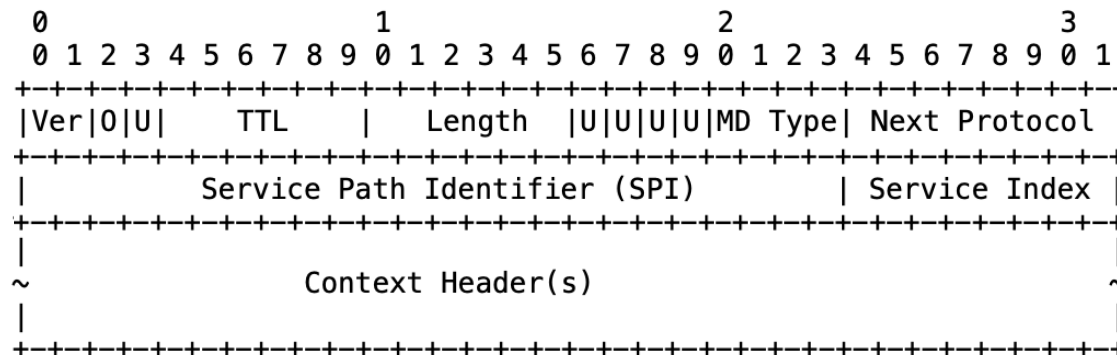 0                   1                   2                   3
 0 1 2 3 4 5 6 7 8 9 0 1 2 3 4 5 6 7 8 9 0 1 2 3 4 5 6 7 8 9 0 1
+-+-+-+-+-+-+-+-+-+-+-+-+-+-+-+-+-+-+-+-+-+-+-+-+-+-+-+-+-+-+-+-
|Ver|O|U|    TTL    |   Length  |U|U|U|U|MD Type| Next Protocol
+-+-+-+-+-+-+-+-+-+-+-+-+-+-+-+-+-+-+-+-+-+-+-+-+-+-+-+-+-+-+-+-+
|          Service Path Identifier (SPI)        | Service Index |
+-+-+-+-+-+-+-+-+-+-+-+-+-+-+-+-+-+-+-+-+-+-+-+-+-+-+-+-+-+-+-+-+
|                                                               |
~                Context Header(s)                              ~
|                                                               |
+-+-+-+-+-+-+-+-+-+-+-+-+-+-+-+-+-+-+-+-+-+-+-+-+-+-+-+-+-+-+-+-+